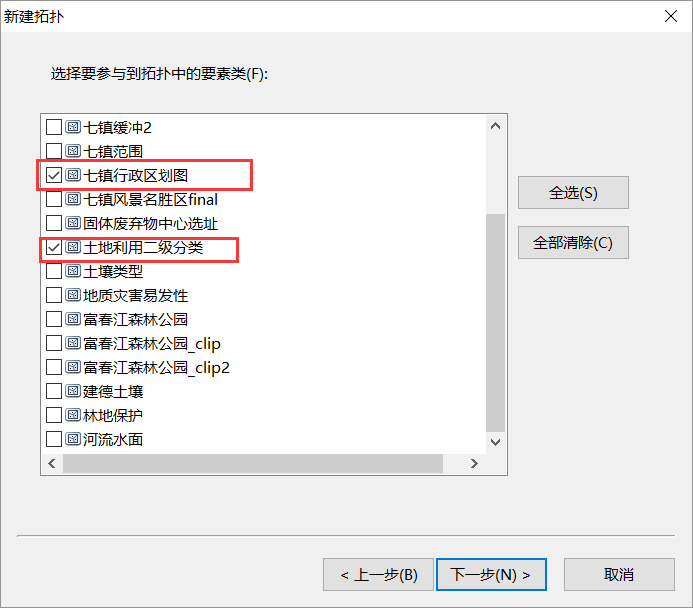 新建拓扑
选择要参与到拓扑中的要素类(F):
七镇缓冲2
七镇范围
七镇行政区划图
七镇风景名胜区final
固体废弃物中心选址
土地利用二级分类
土壤类型
地质灾害易发性
富春江森林公园
富春江森林公园_clip
富春江森林公园_clip2
建德土壤
林地保护
河流水面
全选(S)
全部清除(C)
< 上一步(B)
下一步(N) >
取消